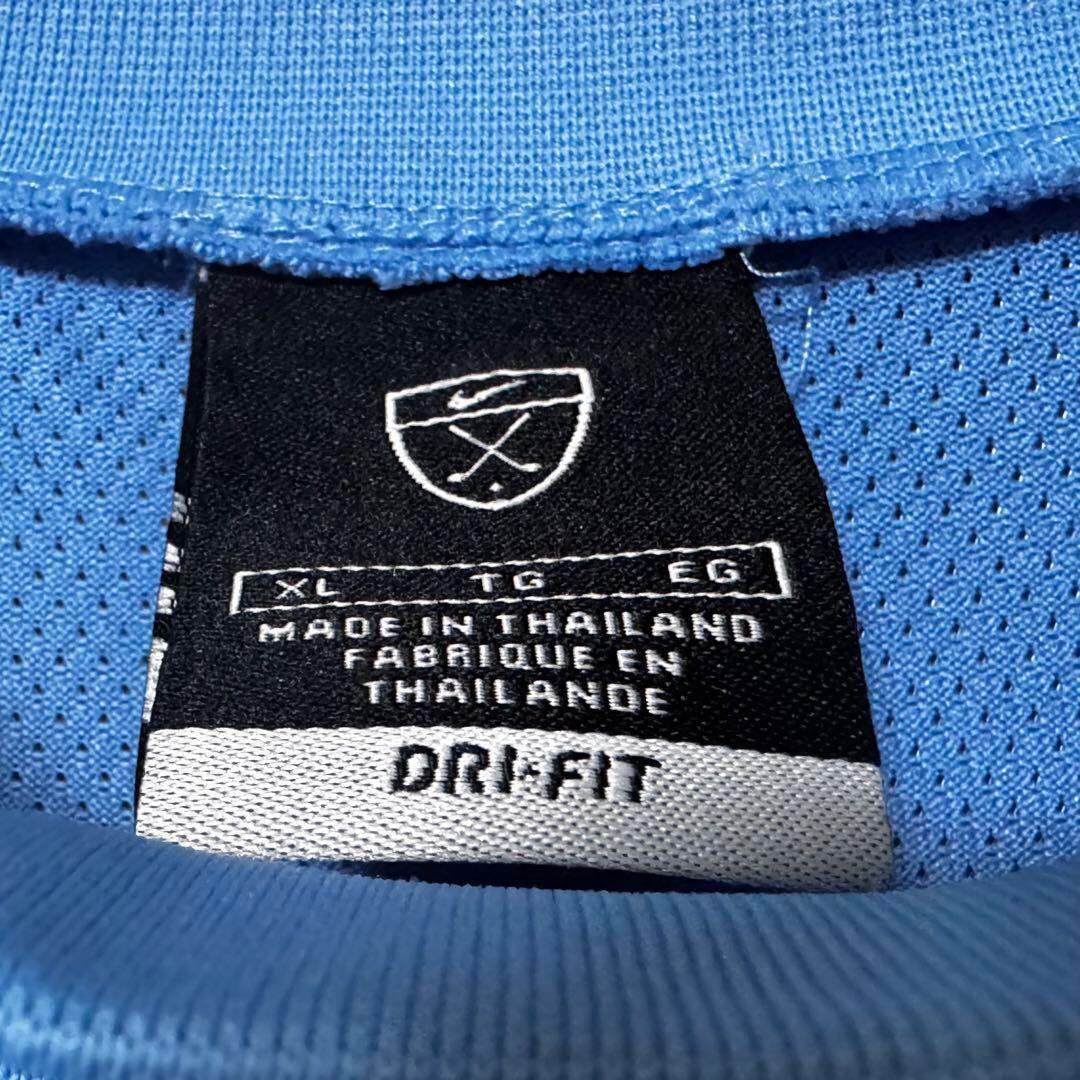 XL TG EG
MADE IN THAILAND
FABRIQUE EN
THAILANDE
DRI-FIT